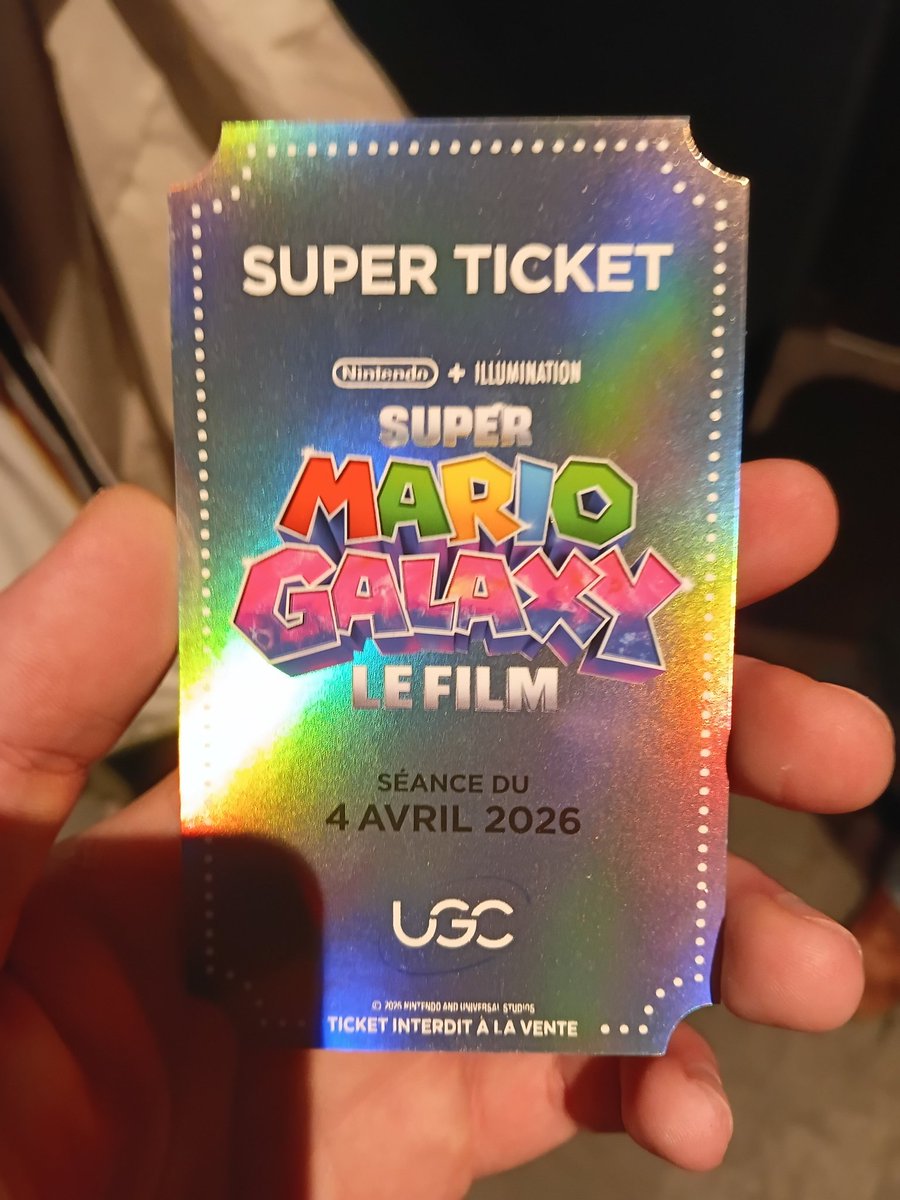 SUPER TICKET
Nintendo + ILLUMINATION
SUPER
MARIO
GALAXY
LE FILM
SÉANCE DU
4 AVRIL 2026
UGC
© 2026 NINTENDO AND UNIVERSAL STUDIOS
TICKET INTERDIT À LA VENTE